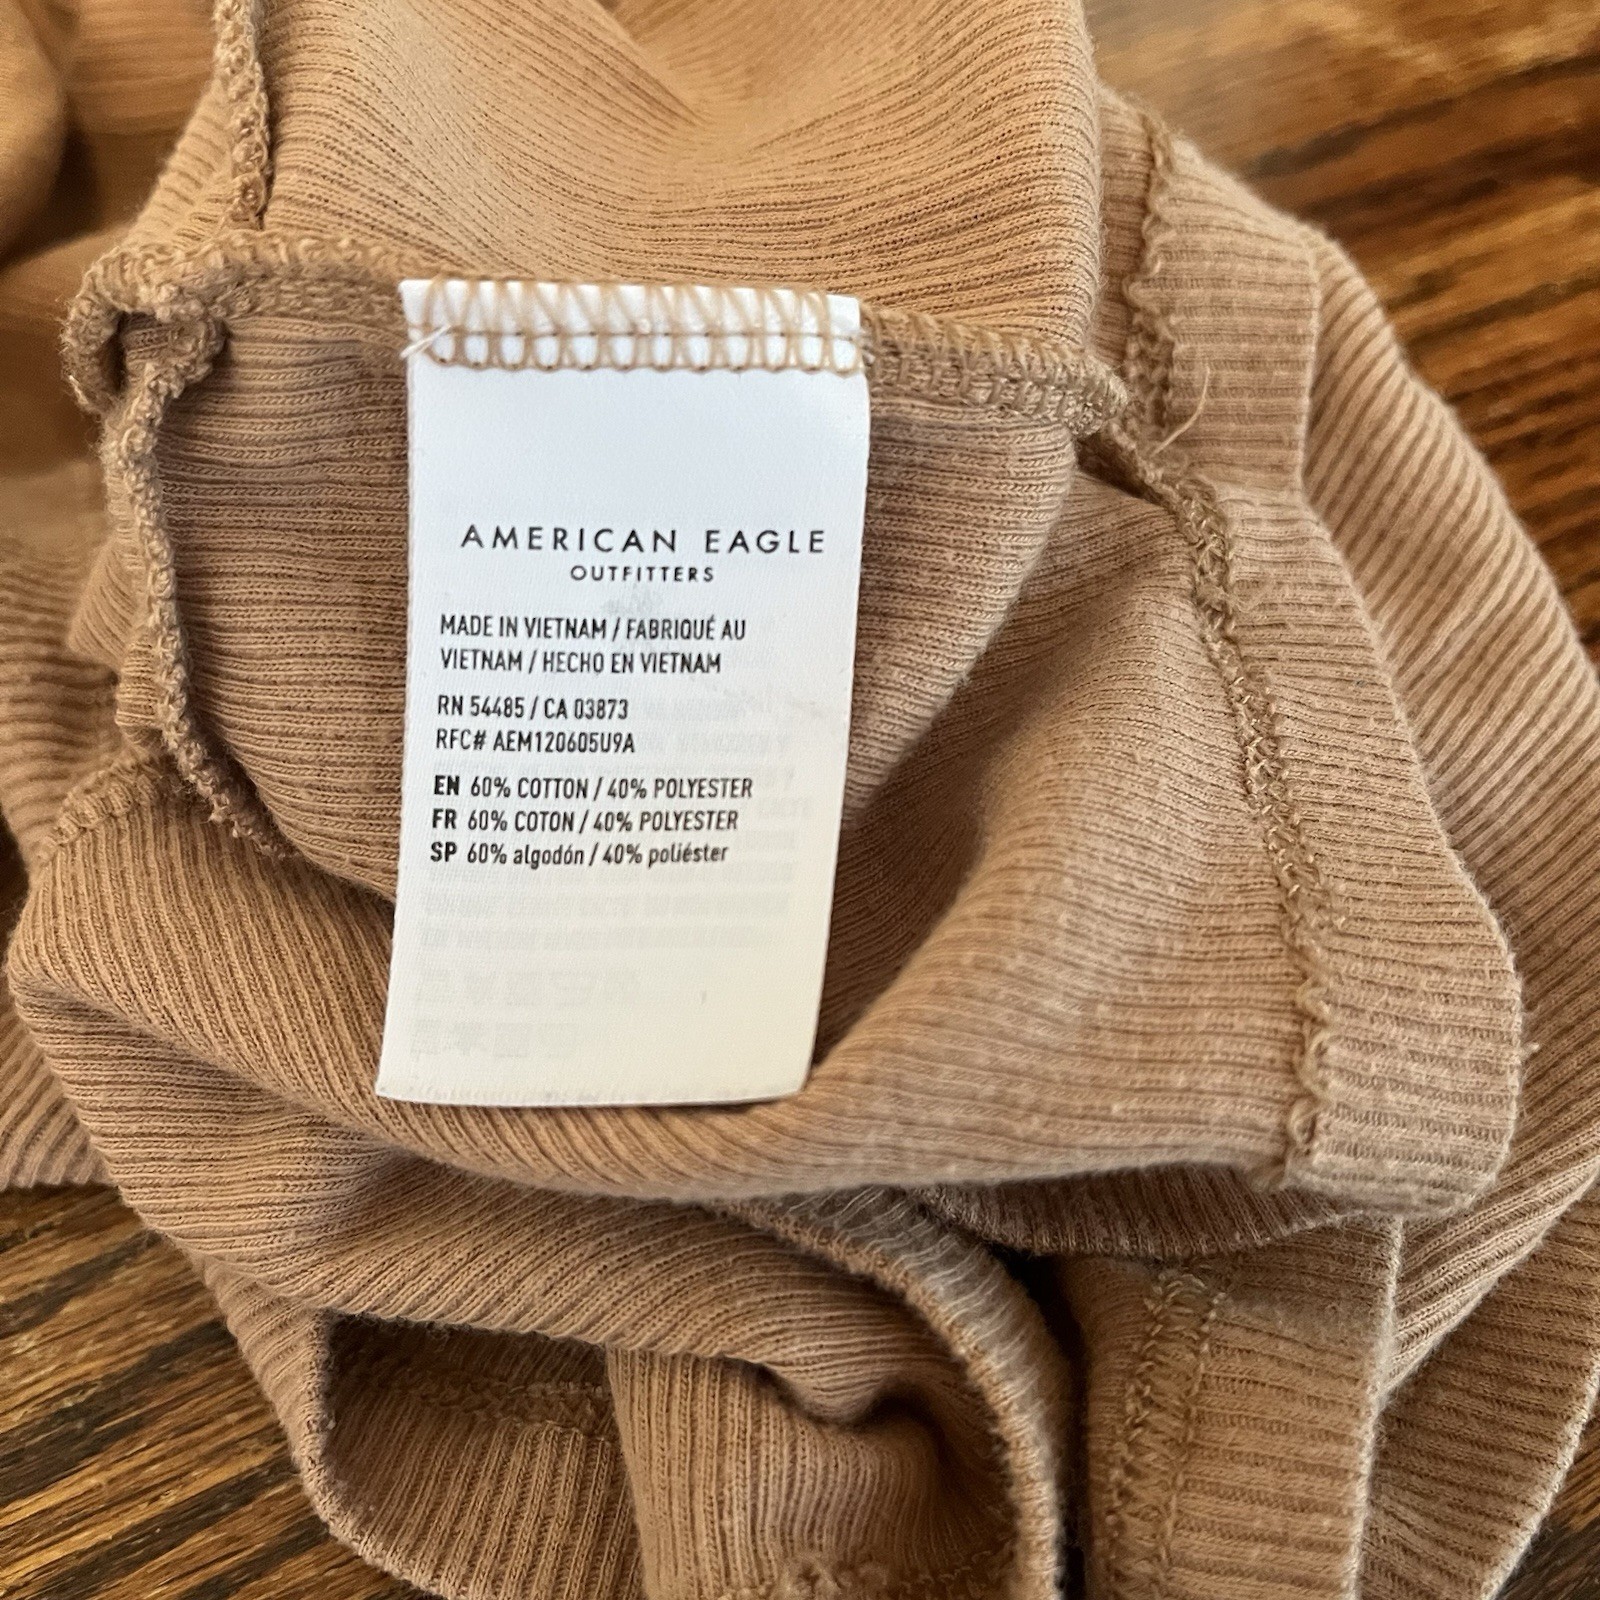 AMERICAN EAGLE
OUTFITTERS
MADE IN VIETNAM / FABRIQUÉ AU
VIETNAM / HECHO EN VIETNAM
RN 54485 / CA 03873
RFC# AEM120605U9A
EN 60% COTTON / 40% POLYESTER
FR 60% COTON / 40% POLYESTER
SP 60% algodón / 40% poliéster